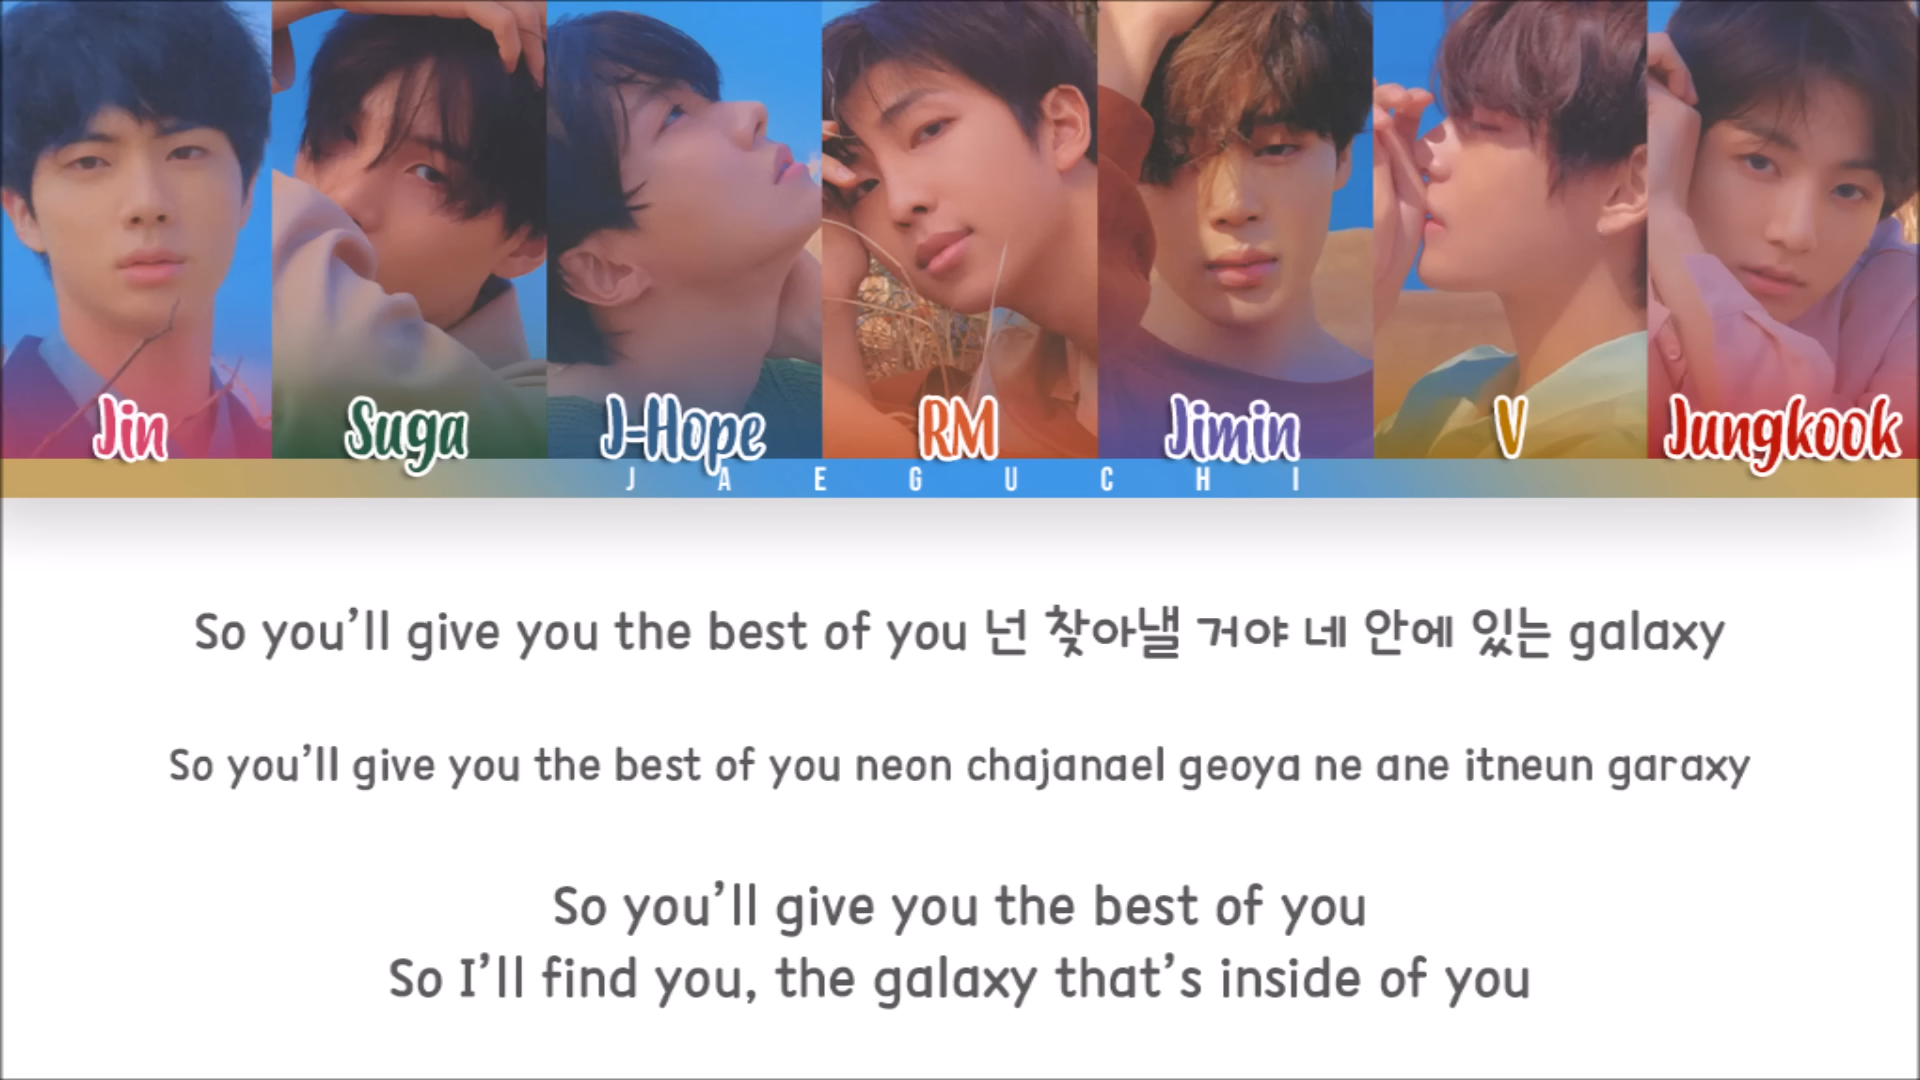 Jin Suga J-Hope RM Jimin V Jungkook
JAEGUCHI
So you'll give you the best of you 넌 찾아낼 거야 네 안에 있는 galaxy
So you'll give you the best of you neon chajanael geoya ne ane itneun garaxy
So you'll give you the best of you
So I'll find you, the galaxy that's inside of you